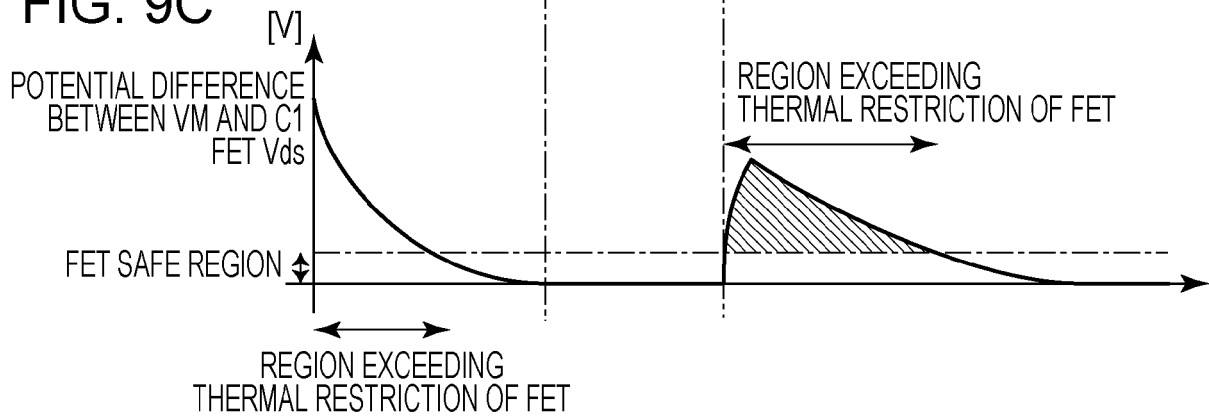 FIG. 9C
[V]
POTENTIAL DIFFERENCE
BETWEEN VM AND C1
FET Vds
REGION EXCEEDING
THERMAL RESTRICTION OF FET
FET SAFE REGION
REGION EXCEEDING
THERMAL RESTRICTION OF FET